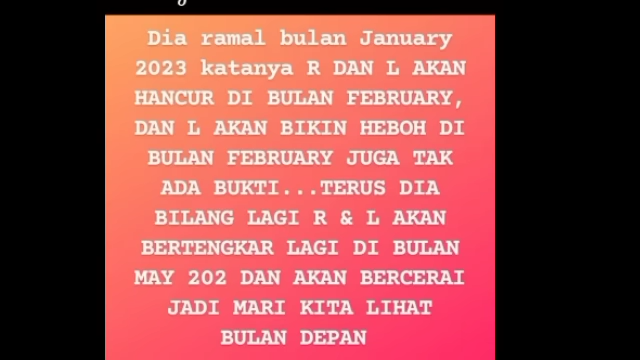 Dia ramal bulan January
2023 katanya R DAN L AKAN
HANCUR DI BULAN FEBRUARY,
DAN L AKAN BIKIN HEBOH DI
BULAN FEBRUARY JUGA TAK
ADA BUKTI...TERUS DIA
BILANG LAGI R & L AKAN
BERTENGKAR LAGI DI BULAN
MAY 202 DAN AKAN BERCERAI
JADI MARI KITA LIHAT
BULAN DEPAN